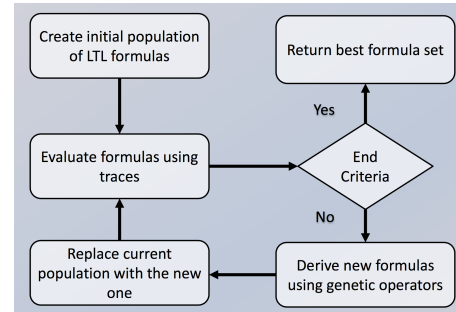 Create initial population
of LTL formulas
Return best formula set
Yes
Evaluate formulas using
traces
End
Criteria
No
Replace current
population with the new
one
Derive new formulas
using genetic operators